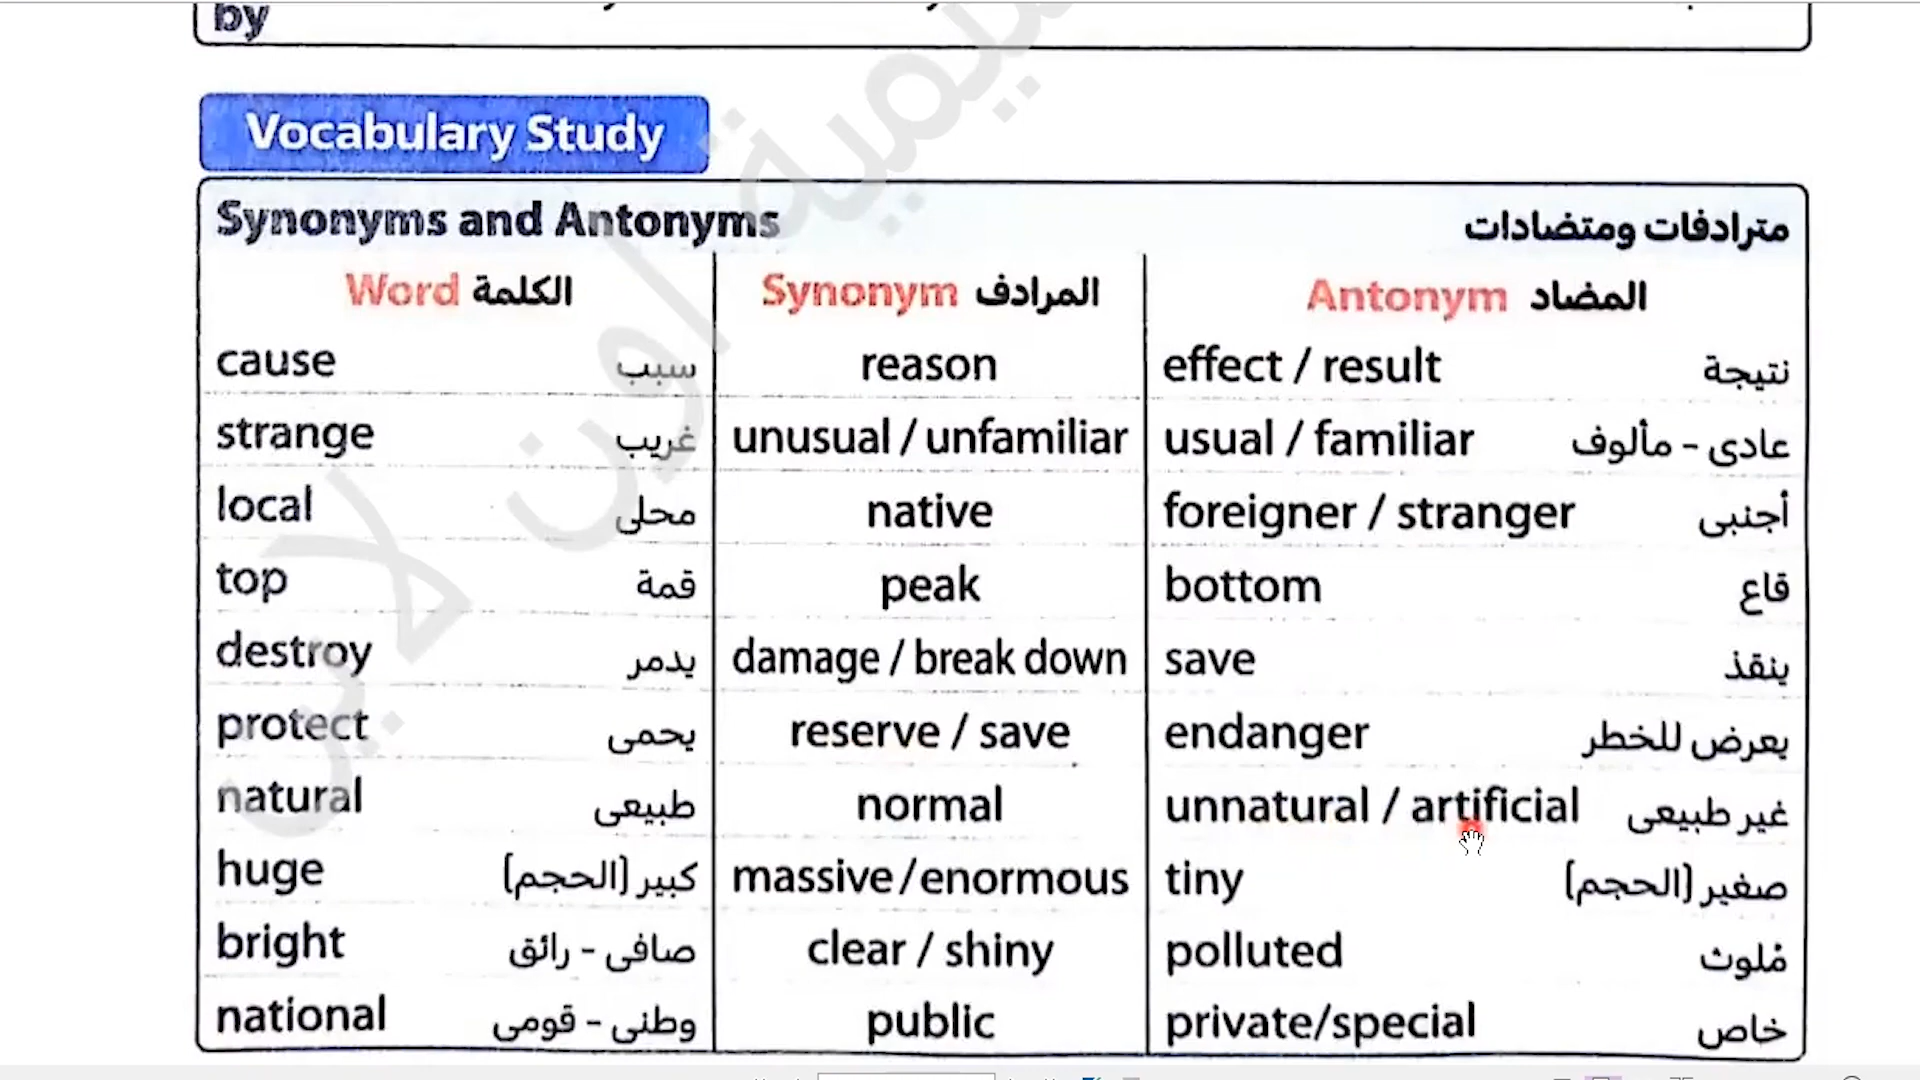 by
Vocabulary Study
Synonyms and Antonyms مترادفات ومتضادات
Word الكلمة Synonym المرادف Antonym المضاد
cause سبب reason effect / result نتيجة
strange غريب unusual / unfamiliar usual / familiar عادى - مألوف
local محلى native foreigner / stranger أجنبى
top قمة peak bottom قاع
destroy يدمر damage / break down save ينقذ
protect يحمى reserve / save endanger يعرض للخطر
natural طبيعى normal unnatural / artificial غير طبيعى
huge كبير (الحجم) massive / enormous tiny صغير (الحجم)
bright صافى - رائق clear / shiny polluted مُلوث
national وطنى - قومى public private/special خاص